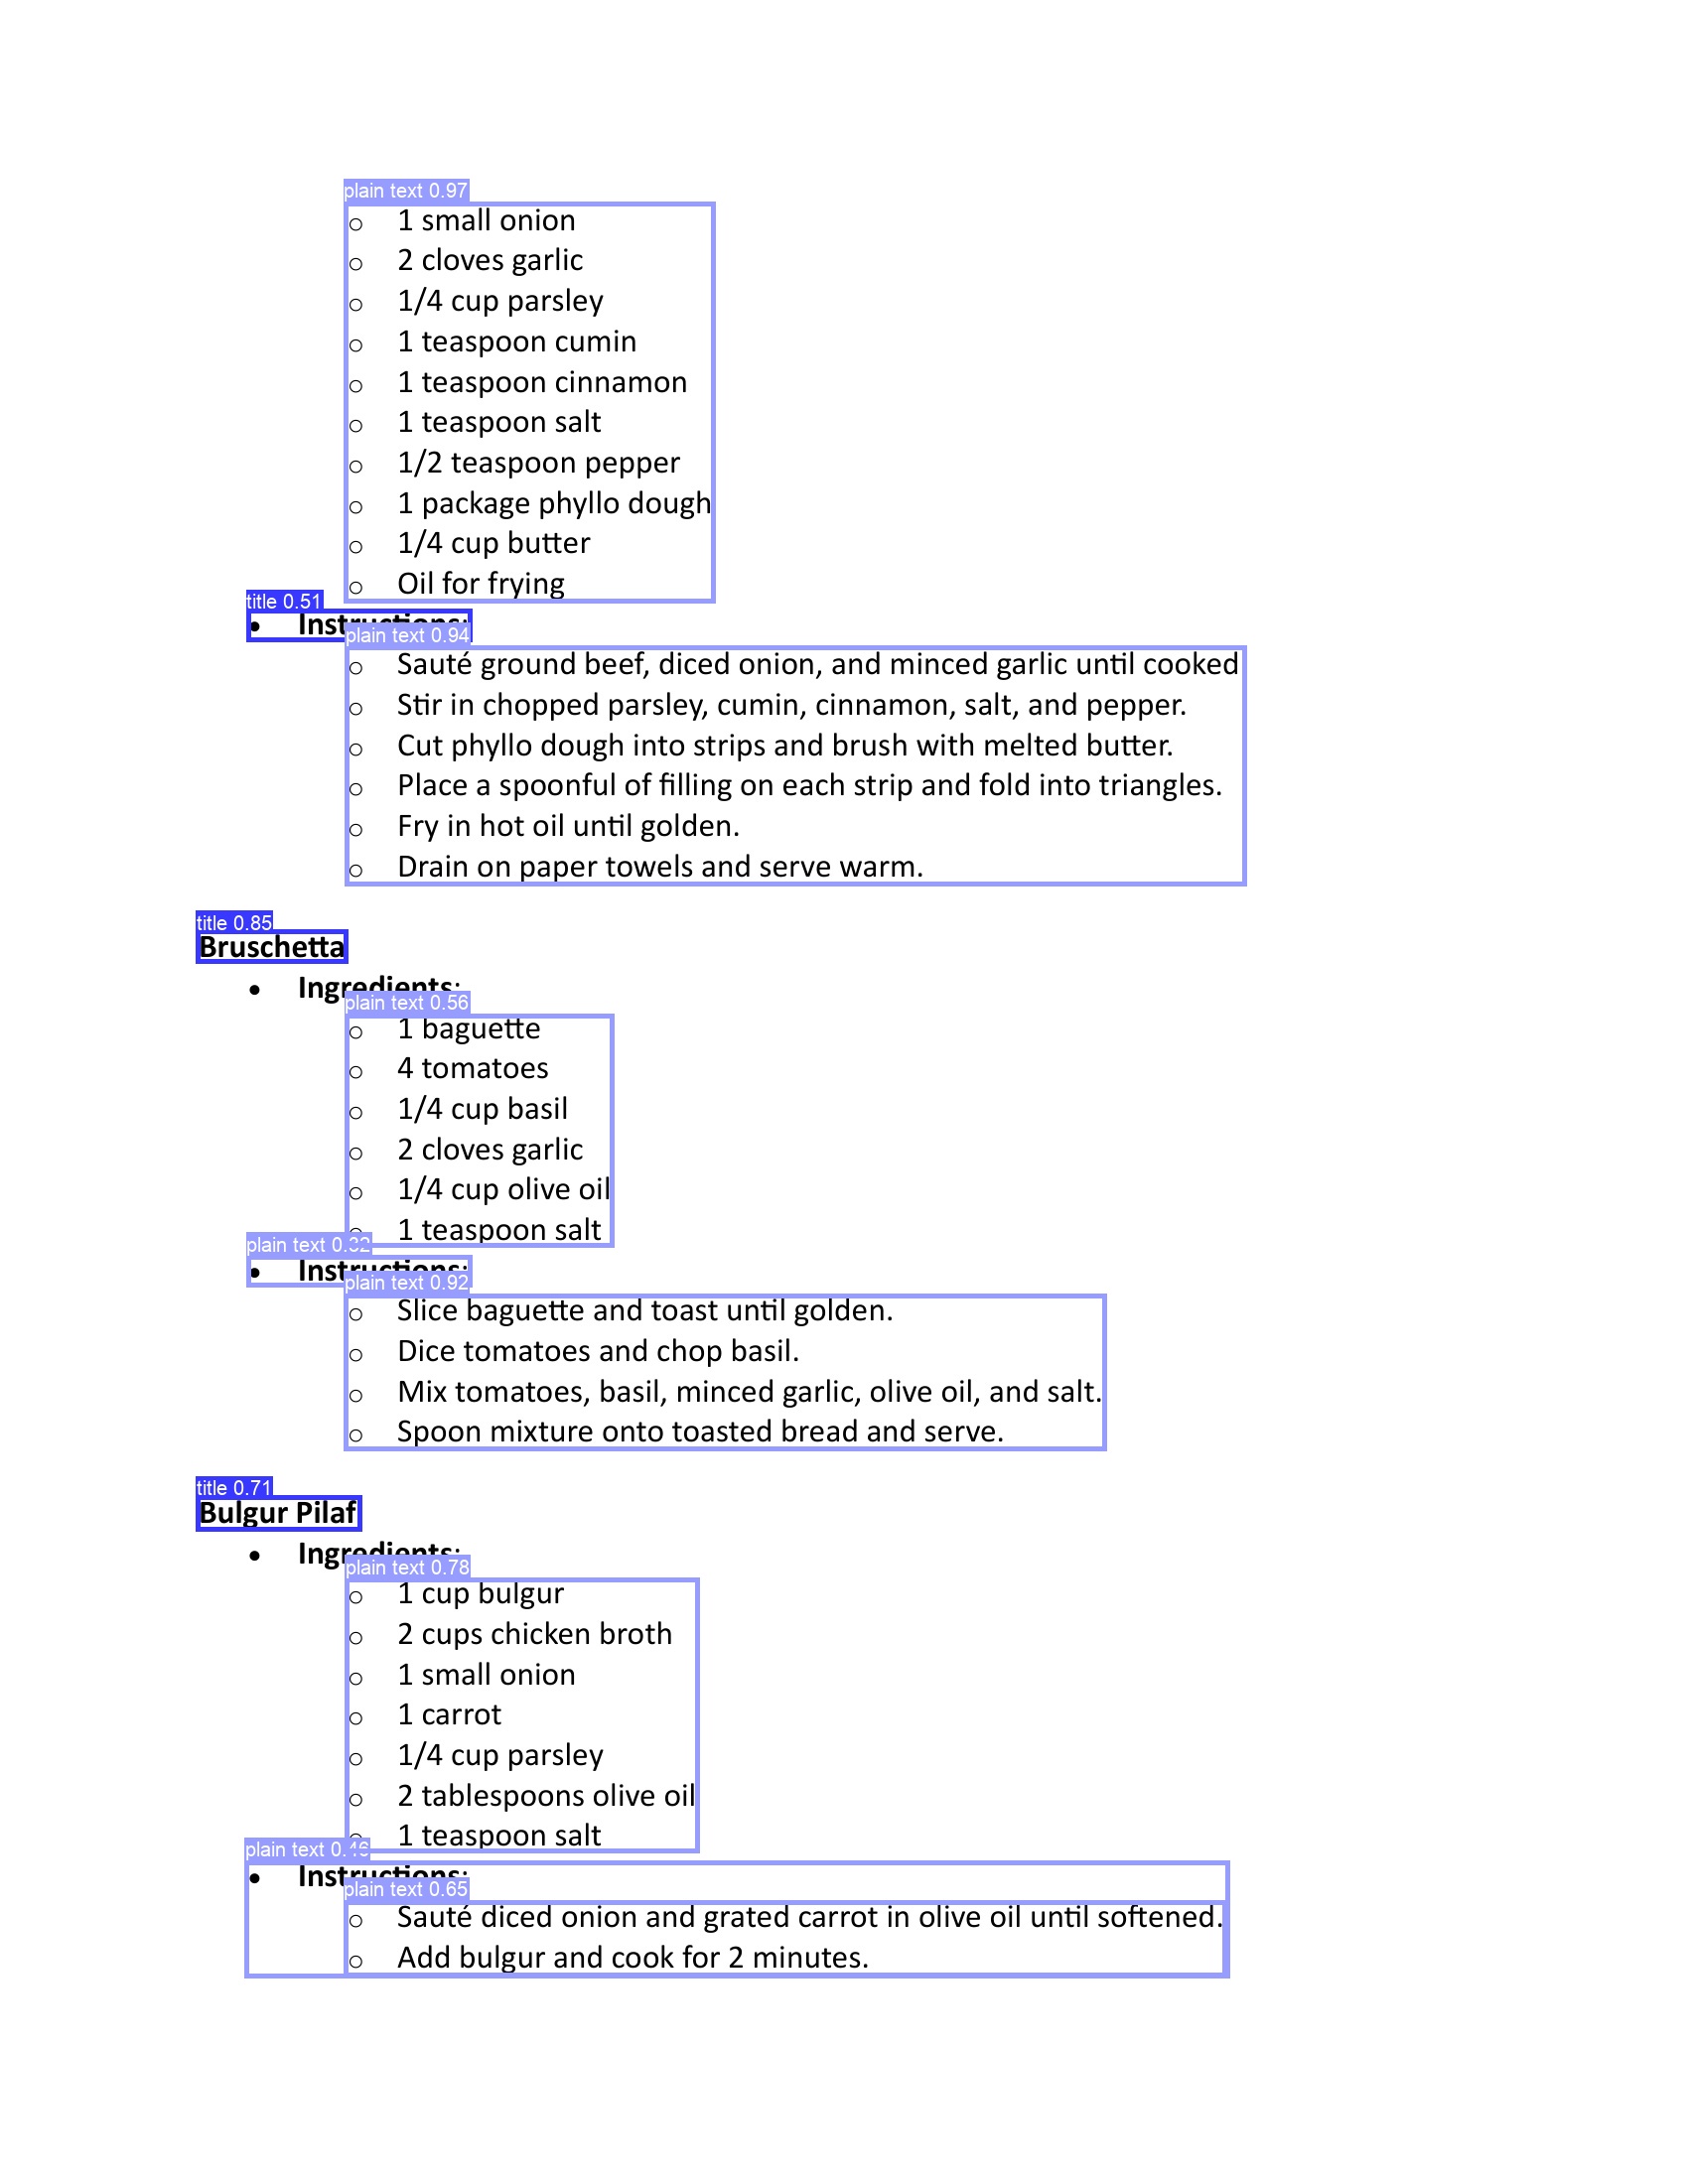 plain text 0.97
○ 1 small onion
○ 2 cloves garlic
○ 1/4 cup parsley
○ 1 teaspoon cumin
○ 1 teaspoon cinnamon
○ 1 teaspoon salt
○ 1/2 teaspoon pepper
○ 1 package phyllo dough
○ 1/4 cup butter
○ Oil for frying
title 0.51
• Instructions:
plain text 0.94
○ Sauté ground beef, diced onion, and minced garlic until cooked
○ Stir in chopped parsley, cumin, cinnamon, salt, and pepper.
○ Cut phyllo dough into strips and brush with melted butter.
○ Place a spoonful of filling on each strip and fold into triangles.
○ Fry in hot oil until golden.
○ Drain on paper towels and serve warm.
title 0.85
Bruschetta
• Ingredients:
plain text 0.56
○ 1 baguette
○ 4 tomatoes
○ 1/4 cup basil
○ 2 cloves garlic
○ 1/4 cup olive oil
○ 1 teaspoon salt
plain text 0.32
• Instructions:
plain text 0.92
○ Slice baguette and toast until golden.
○ Dice tomatoes and chop basil.
○ Mix tomatoes, basil, minced garlic, olive oil, and salt.
○ Spoon mixture onto toasted bread and serve.
title 0.71
Bulgur Pilaf
• Ingredients:
plain text 0.78
○ 1 cup bulgur
○ 2 cups chicken broth
○ 1 small onion
○ 1 carrot
○ 1/4 cup parsley
○ 2 tablespoons olive oil
○ 1 teaspoon salt
plain text 0.46
• Instructions:
plain text 0.65
○ Sauté diced onion and grated carrot in olive oil until softened.
○ Add bulgur and cook for 2 minutes.